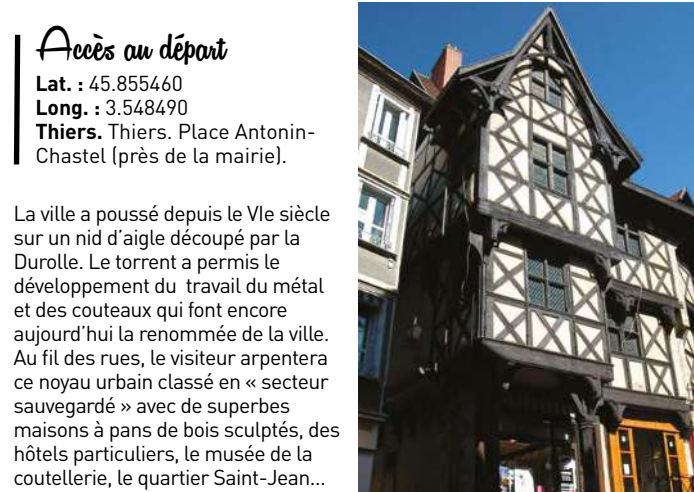 Accès au départ
Lat. : 45.855460
Long. : 3.548490
Thiers. Thiers. Place Antonin-
Chastel (près de la mairie).
La ville a poussé depuis le VIe siècle
sur un nid d'aigle découpé par la
Durolle. Le torrent a permis le
développement du travail du métal
et des couteaux qui font encore
aujourd'hui la renommée de la ville.
Au fil des rues, le visiteur arpentera
ce noyau urbain classé en « secteur
sauvegardé » avec de superbes
maisons à pans de bois sculptés, des
hôtels particuliers, le musée de la
coutellerie, le quartier Saint-Jean...